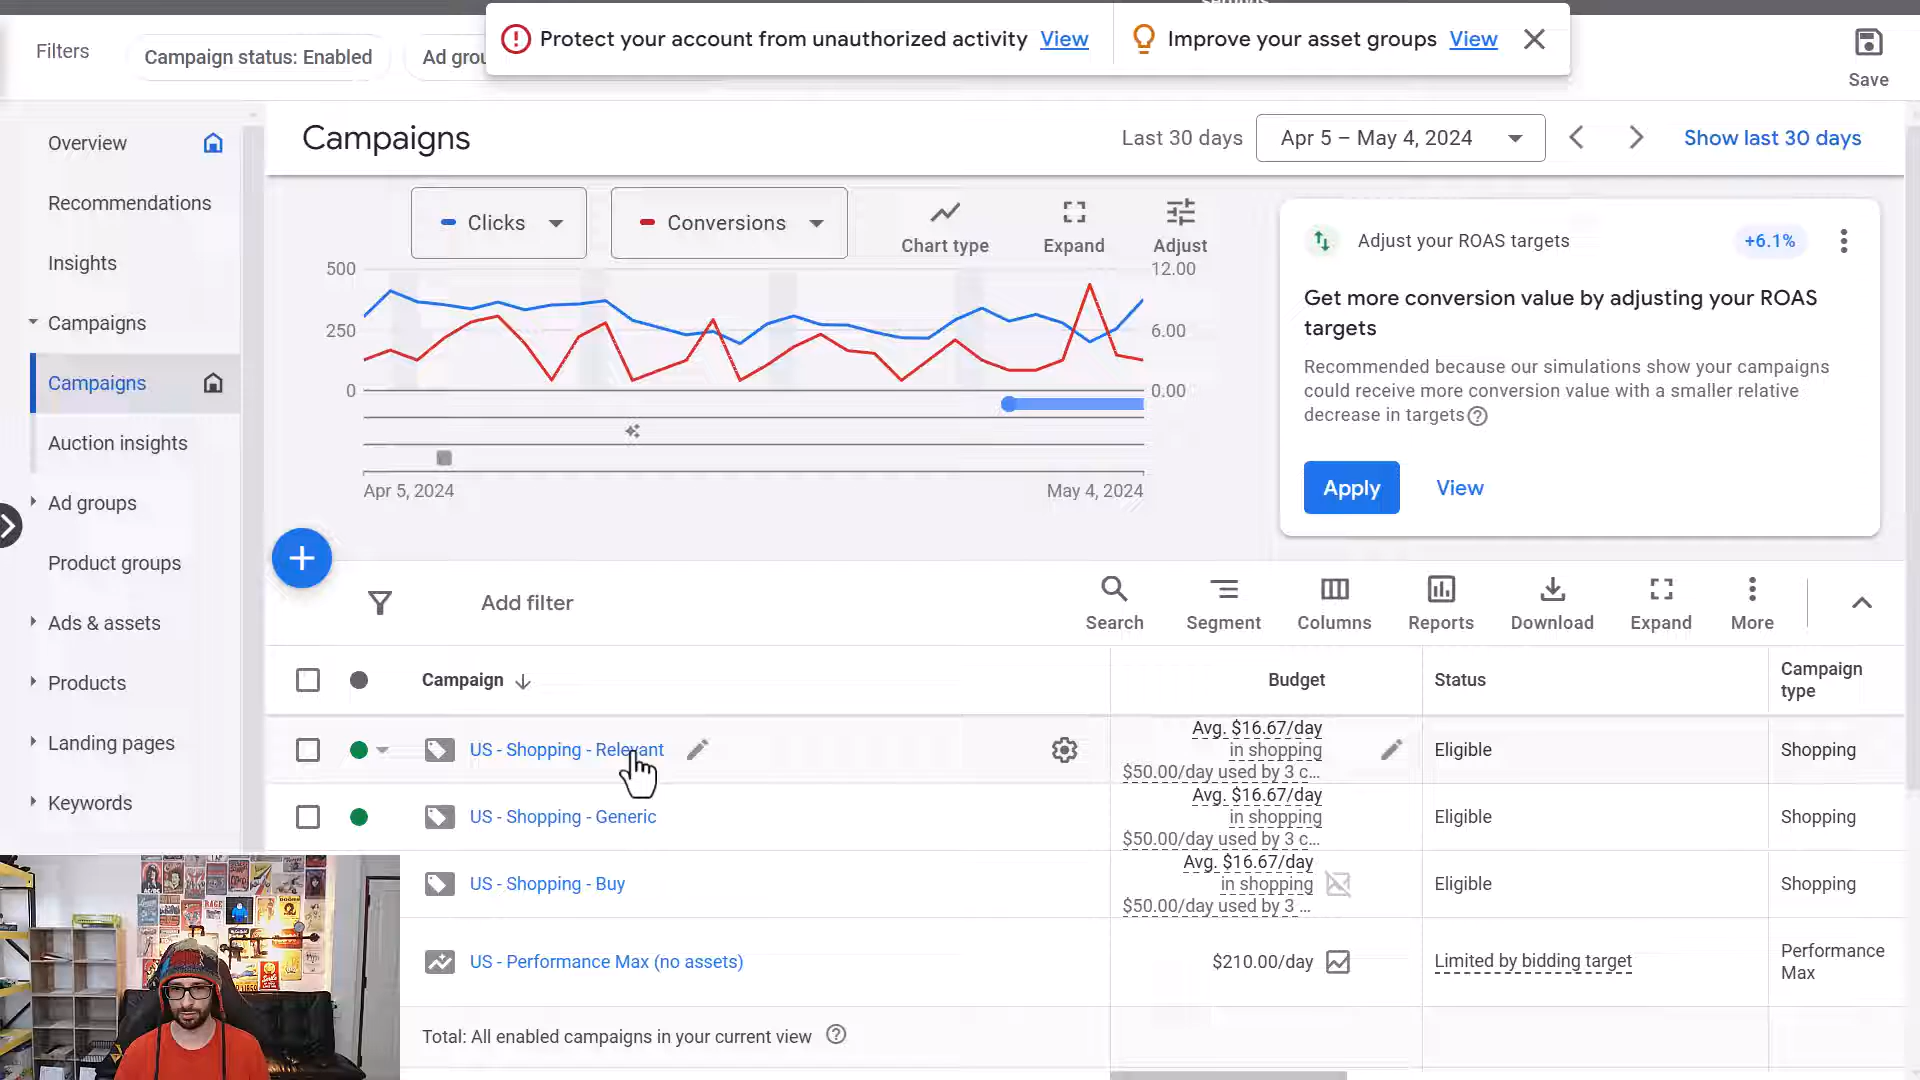 Filters
Campaign status: Enabled
Ad grou
Protect your account from unauthorized activity View
Improve your asset groups View
Save
Overview
Recommendations
Insights
Campaigns
Campaigns
Auction insights
Ad groups
Product groups
Ads & assets
Products
Landing pages
Keywords
Campaigns
Last 30 days
Apr 5 – May 4, 2024
Show last 30 days
Clicks
Conversions
Chart type
Expand
Adjust
500
250
0
12.00
6.00
0.00
Apr 5, 2024
May 4, 2024
Adjust your ROAS targets
+6.1%
Get more conversion value by adjusting your ROAS
targets
Recommended because our simulations show your campaigns
could receive more conversion value with a smaller relative
decrease in targets
Apply
View
Add filter
Search
Segment
Columns
Reports
Download
Expand
More
Campaign
Budget
Status
Campaign
type
US - Shopping - Relevant
Avg. $16.67/day
in shopping
$50.00/day used by 3 c...
Eligible
Shopping
US - Shopping - Generic
Avg. $16.67/day
in shopping
$50.00/day used by 3 c...
Eligible
Shopping
US - Shopping - Buy
Avg. $16.67/day
in shopping
$50.00/day used by 3 ...
Eligible
Shopping
US - Performance Max (no assets)
$210.00/day
Limited by bidding target
Performance
Max
Total: All enabled campaigns in your current view